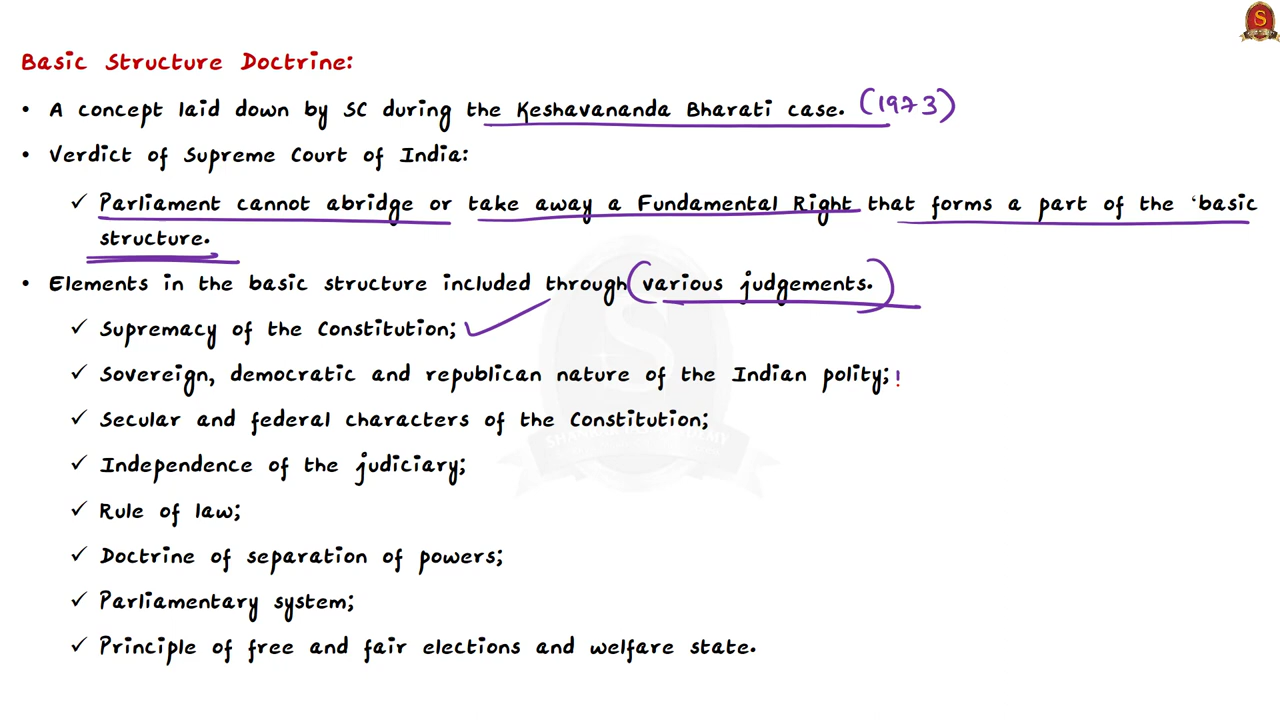 Basic Structure Doctrine:
• A concept laid down by SC during the Keshavananda Bharati case. (1973)
• Verdict of Supreme Court of India:
✓ Parliament cannot abridge or take away a Fundamental Right that forms a part of the ‘basic
structure.
• Elements in the basic structure included through (various judgements.)
✓ Supremacy of the Constitution;
✓ Sovereign, democratic and republican nature of the Indian polity;
✓ Secular and federal characters of the Constitution;
✓ Independence of the judiciary;
✓ Rule of law;
✓ Doctrine of separation of powers;
✓ Parliamentary system;
✓ Principle of free and fair elections and welfare state.